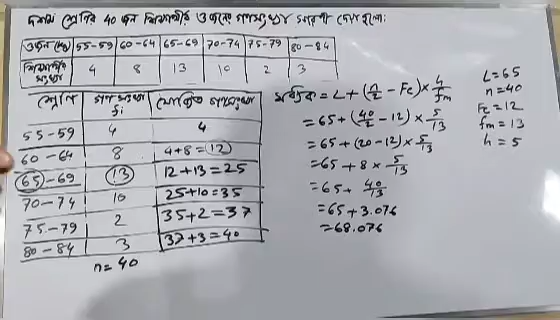 দশম শ্রেণির 40 জন শিক্ষার্থীর ওজনের গণসংখ্যা সারণি দেওয়া হলো:
ওজন (কেজি) 55-59 60-64 65-69 70-74 75-79 80-84
শিক্ষার্থীর সংখ্যা 4 8 13 10 2 3
শ্রেণি গণসংখ্যা fi যোজিত গণসংখ্যা
55-59 4 4
60-64 8 4+8=12
65-69 13 12+13=25
70-74 10 25+10=35
75-79 2 35+2=37
80-84 3 37+3=40
n=40
= L+(n/2-Fc)×h/fm
=65+(40/2-12)×5/13
=65+(20-12)×5/13
=65+8×5/13
=65+40/13
=65+3.076
=68.076
L=65
n=40
Fc=12
fm=13
h=5